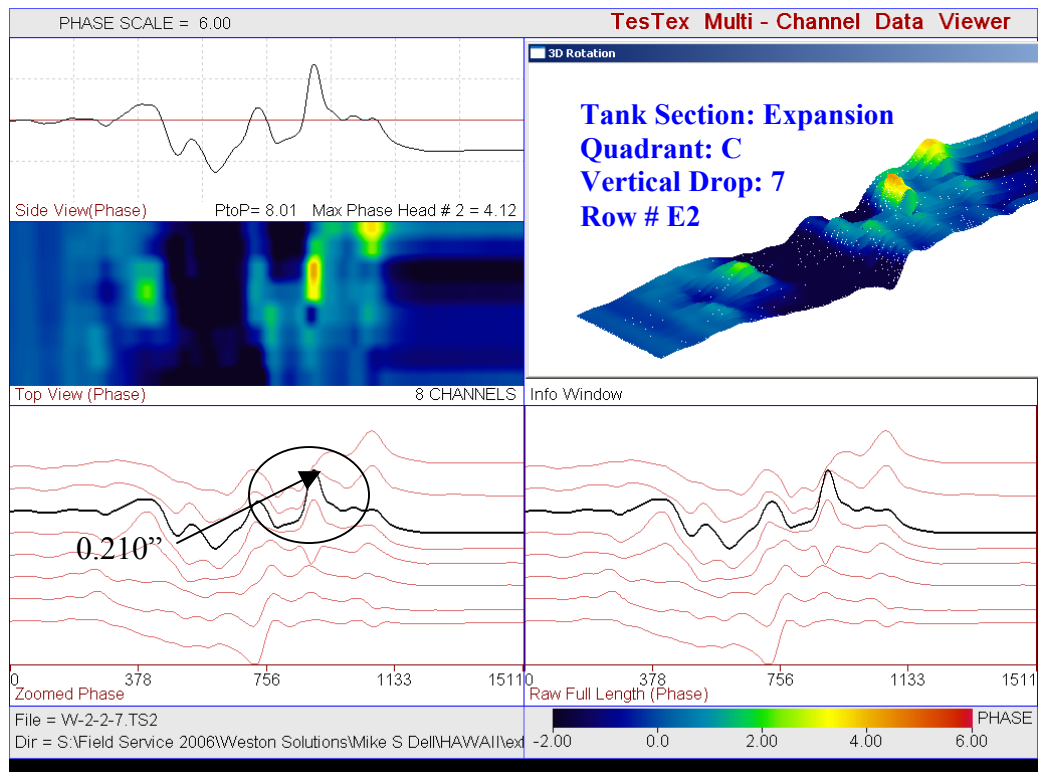 PHASE SCALE = 6.00
TesTex Multi - Channel Data Viewer
3D Rotation
Tank Section: Expansion
Quadrant: C
Vertical Drop: 7
Row # E2
Side View(Phase) PtoP= 8.01 Max Phase Head # 2 = 4.12
Top View (Phase) 8 CHANNELS
Info Window
0.210”
0 378 756 1133 1511
Zoomed Phase
0 378 756 1133 1511
Raw Full Length (Phase)
File = W-2-2-7.TS2
Dir = S:\Field Service 2006\Weston Solutions\Mike S Dell\HAWAII\
PHASE
-2.00 0.0 2.00 4.00 6.00